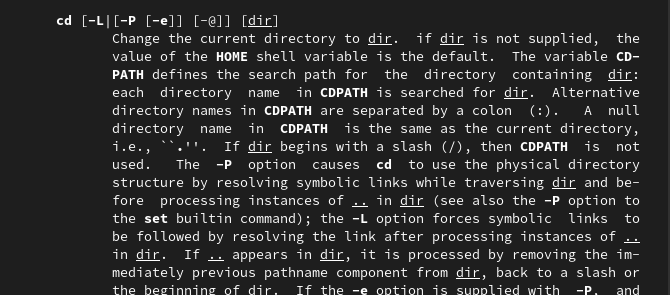 cd [-L|[-P [-e]] [-@]] [dir]
Change the current directory to dir.  if dir is not supplied,  the
value of the HOME shell variable is the default.  The variable CD-
PATH defines the search path for  the  directory  containing  dir:
each  directory  name  in CDPATH is searched for dir.  Alternative
directory names in CDPATH are separated by a colon  (:).   A  null
directory  name  in  CDPATH  is the same as the current directory,
i.e., ``.''.  If dir begins with a slash (/), then CDPATH  is  not
used.   The  -P  option  causes  cd  to use the physical directory
structure by resolving symbolic links while traversing dir and be-
fore  processing instances of .. in dir (see also the -P option to
the set builtin command); the -L option forces symbolic  links  to
be followed by resolving the link after processing instances of ..
in dir.  If .. appears in dir, it is processed by removing the im-
mediately previous pathname component from dir, back to a slash or
the beginning of dir.  If the -e option is supplied with  -P,  and